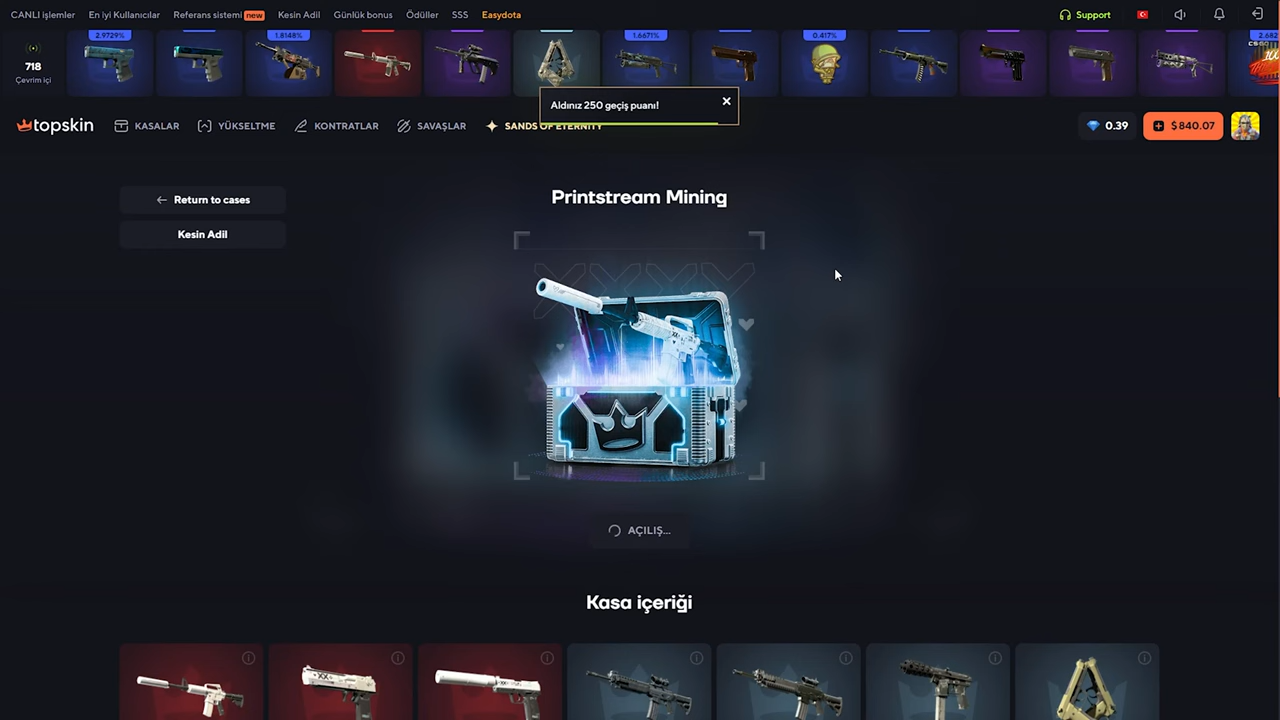 CANLI işlemler En iyi Kullanıcılar Referans sistemi new Kesin Adil Günlük bonus Ödüller SSS Easydota Support
2.9729% 1.8148% 1.6671% 0.417% 2.682
718
Çevrim içi
Aldınız 250 geçiş puanı!
topskin KASALAR YÜKSELTME KONTRATLAR SAVAŞLAR SANDS OF ETERNITY 0.39 $ 840.07
Return to cases
Printstream Mining
Kesin Adil
AÇILIŞ...
Kasa içeriği